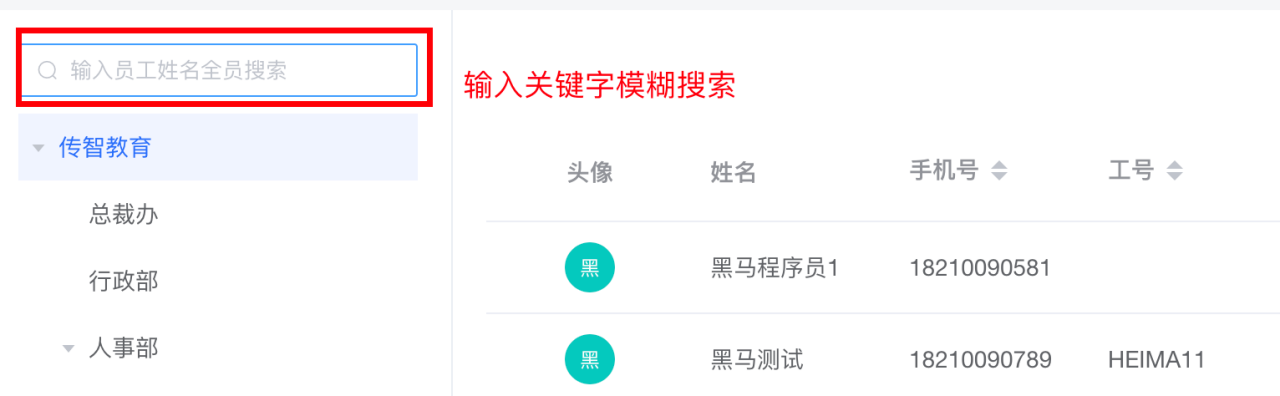 输入员工姓名全员搜索
输入关键字模糊搜索
传智教育
总裁办
行政部
人事部
头像 姓名 手机号 工号
黑 黑马程序员1 18210090581
黑 黑马测试 18210090789 HEIMA11